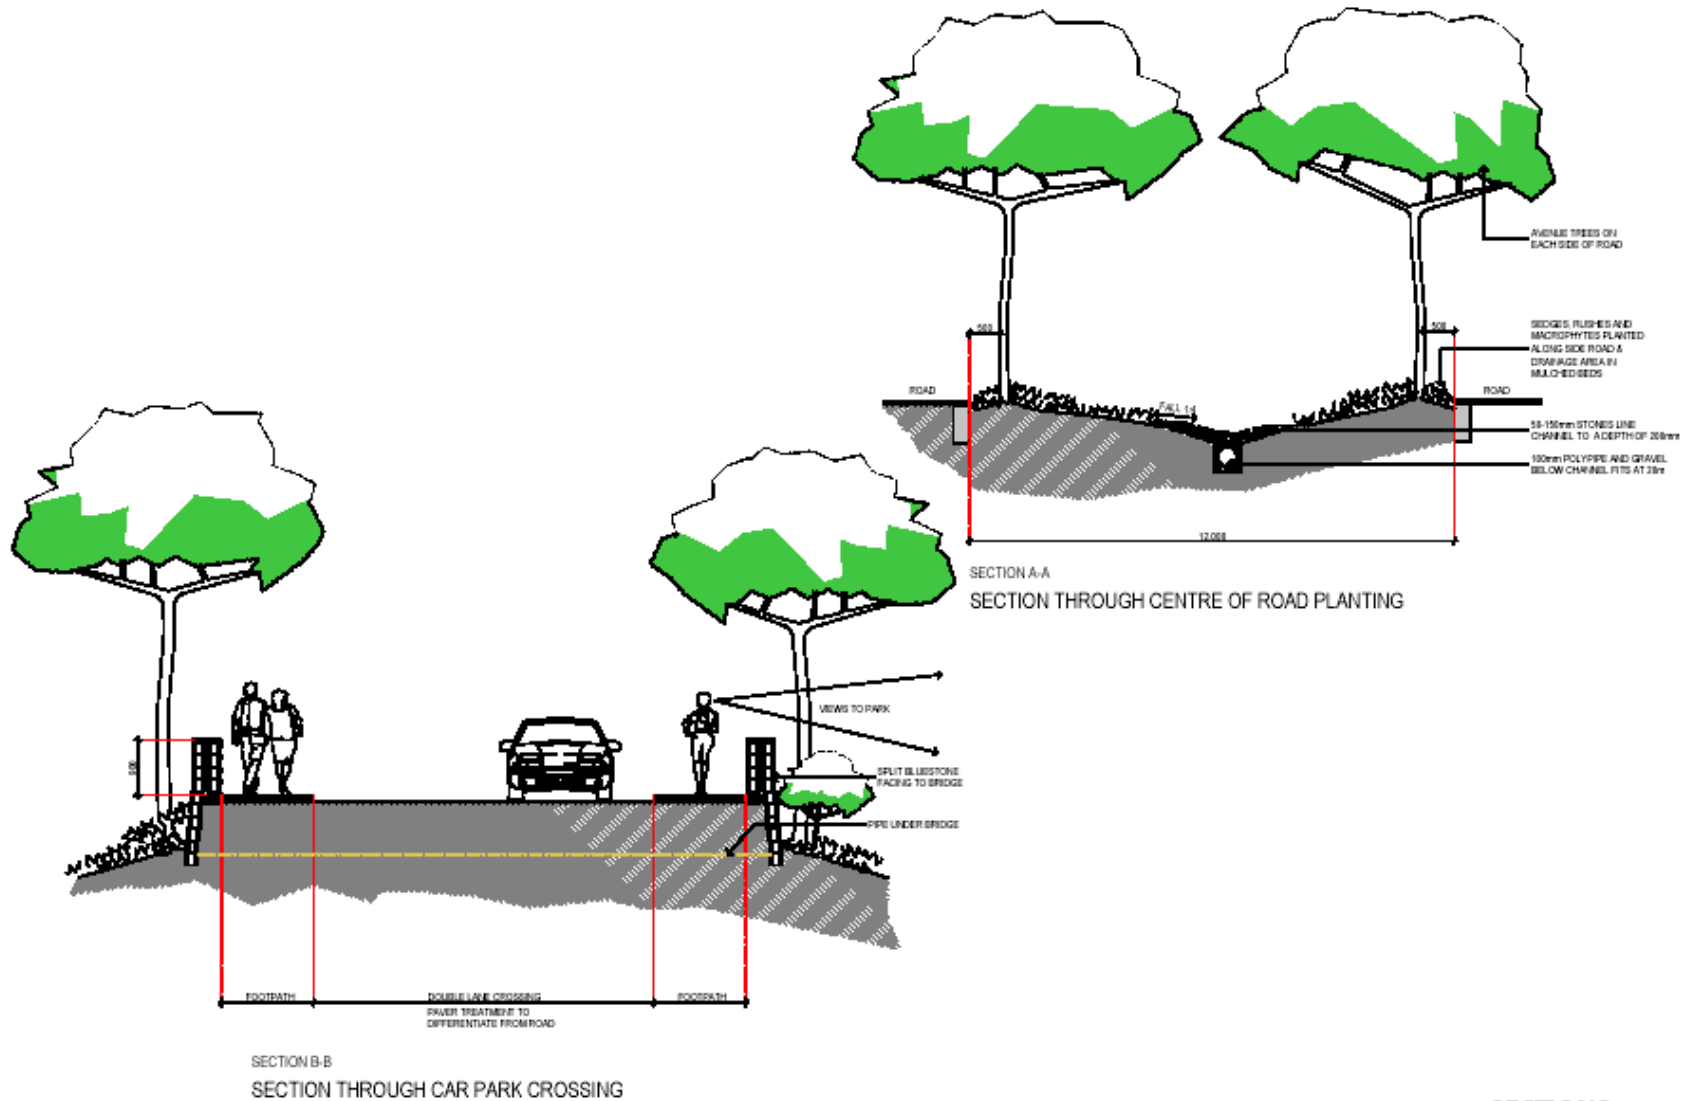 AVENUE TREES ON
EACH SIDE OF ROAD
500
500
SEDGES, RUSHES AND
MACROPHYTES PLANTED
ALONG SIDE ROAD &
DRAINAGE AREA IN
MULCHED BEDS
ROAD
ROAD
FALL
50-150mm STONES LINE
CHANNEL TO A DEPTH OF 200mm
100mm POLYPIPE AND GRAVEL
BELOW CHANNEL PITS AT
12.000
SECTION A-A
SECTION THROUGH CENTRE OF ROAD PLANTING
VIEWS TO PARK
SPLIT BLUESTONE
FACING TO BRIDGE
PIPE UNDER BRIDGE
FOOTPATH
DOUBLE LANE CROSSING
FOOTPATH
PAVER TREATMENT TO
DIFFERENTIATE FROM ROAD
SECTION B-B
SECTION THROUGH CAR PARK CROSSING